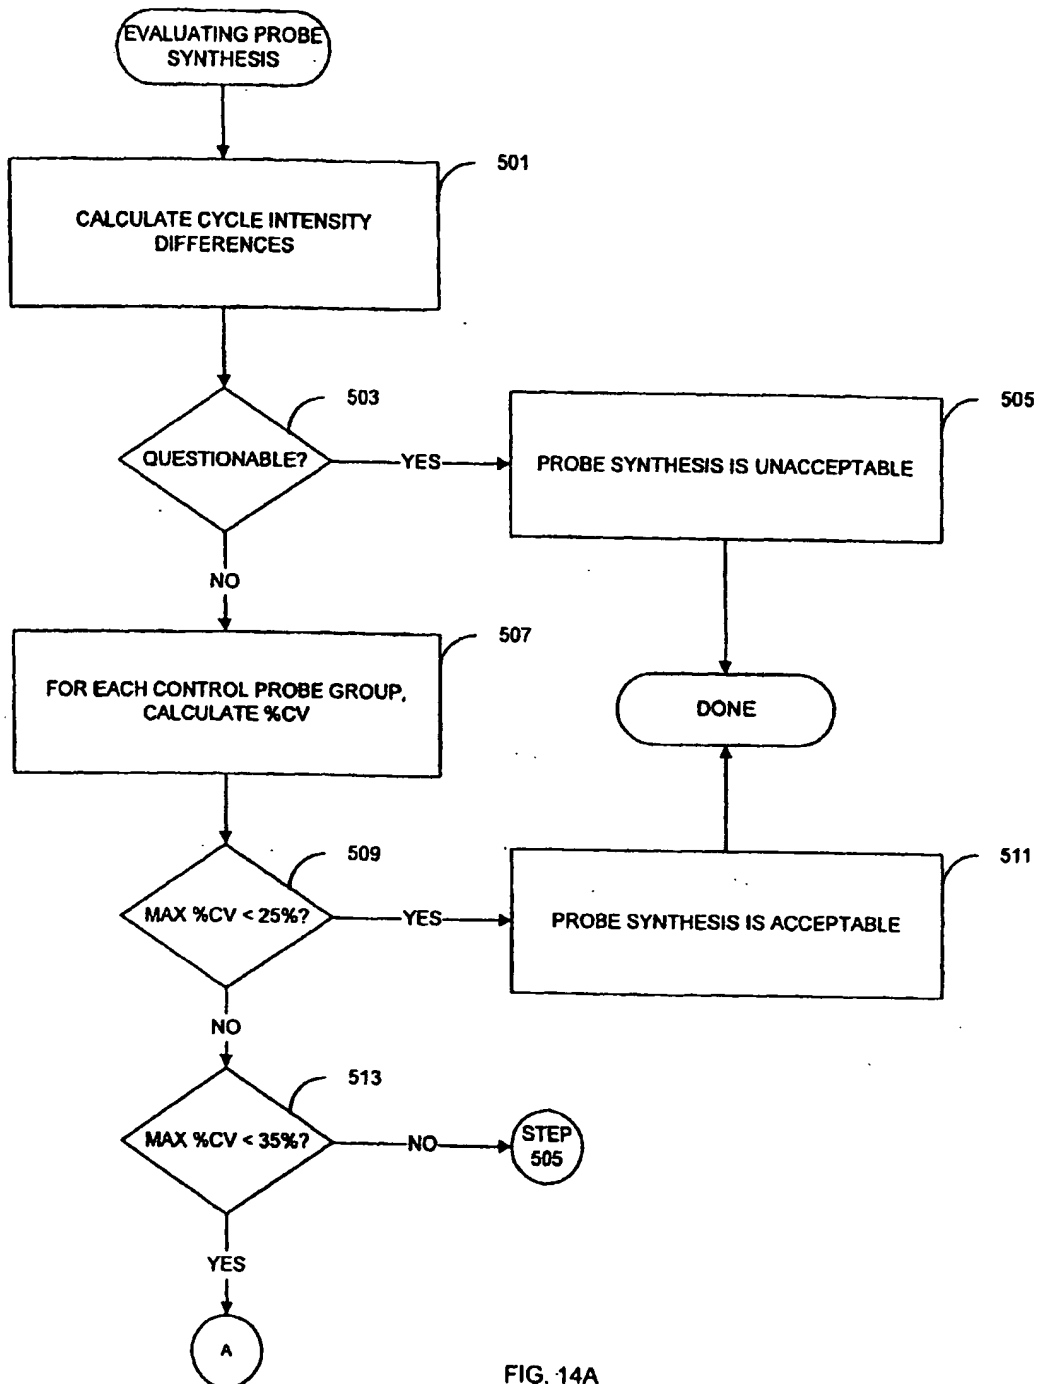 EVALUATING PROBE
SYNTHESIS
501
CALCULATE CYCLE INTENSITY
DIFFERENCES
503
QUESTIONABLE?
YES
505
PROBE SYNTHESIS IS UNACCEPTABLE
NO
507
FOR EACH CONTROL PROBE GROUP,
CALCULATE %CV
DONE
509
MAX %CV < 25%?
YES
511
PROBE SYNTHESIS IS ACCEPTABLE
NO
513
MAX %CV < 35%?
NO
STEP
505
YES
A
FIG. 14A